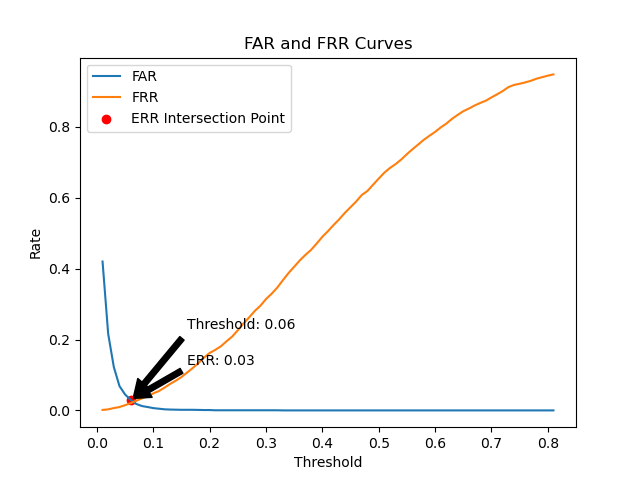 FAR and FRR Curves
FAR
FRR
ERR Intersection Point
Rate
0.8
0.6
0.4
0.2
0.0
Threshold: 0.06
ERR: 0.03
0.0 0.1 0.2 0.3 0.4 0.5 0.6 0.7 0.8
Threshold